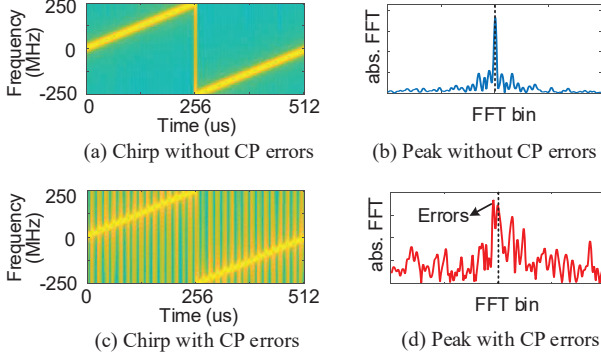 250
0
-250
Frequency
(MHz)
0
256
512
Time (us)
(a) Chirp without CP errors
abs. FFT
FFT bin
(b) Peak without CP errors
250
0
-250
Frequency
(MHz)
0
256
512
Time (us)
(c) Chirp with CP errors
Errors
abs. FFT
FFT bin
(d) Peak with CP errors